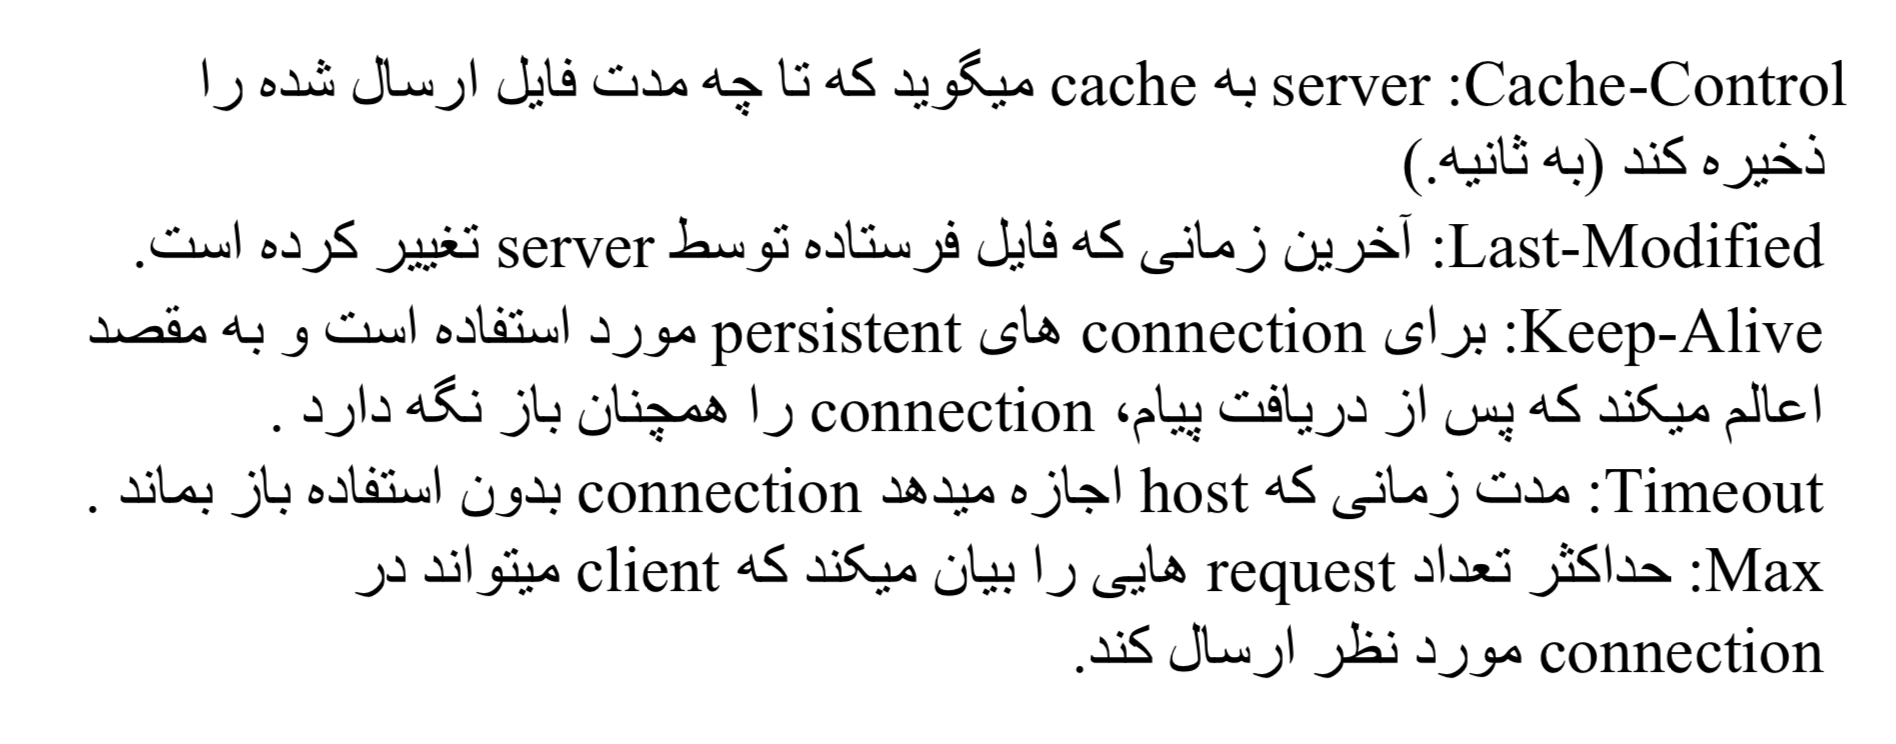 Cache-Control: server به cache میگوید که تا چه مدت فایل ارسال شده را
ذخیره کند (به ثانیه.)
Last-Modified: آخرین زمانی که فایل فرستاده توسط server تغییر کرده است.
Keep-Alive: برای connection های persistent مورد استفاده است و به مقصد
اعالم میکند که پس از دریافت پیام، connection را همچنان باز نگه دارد .
Timeout: مدت زمانی که host اجازه میدهد connection بدون استفاده باز بماند .
Max: حداکثر تعداد request هایی را بیان میکند که client میتواند در
connection مورد نظر ارسال کند.